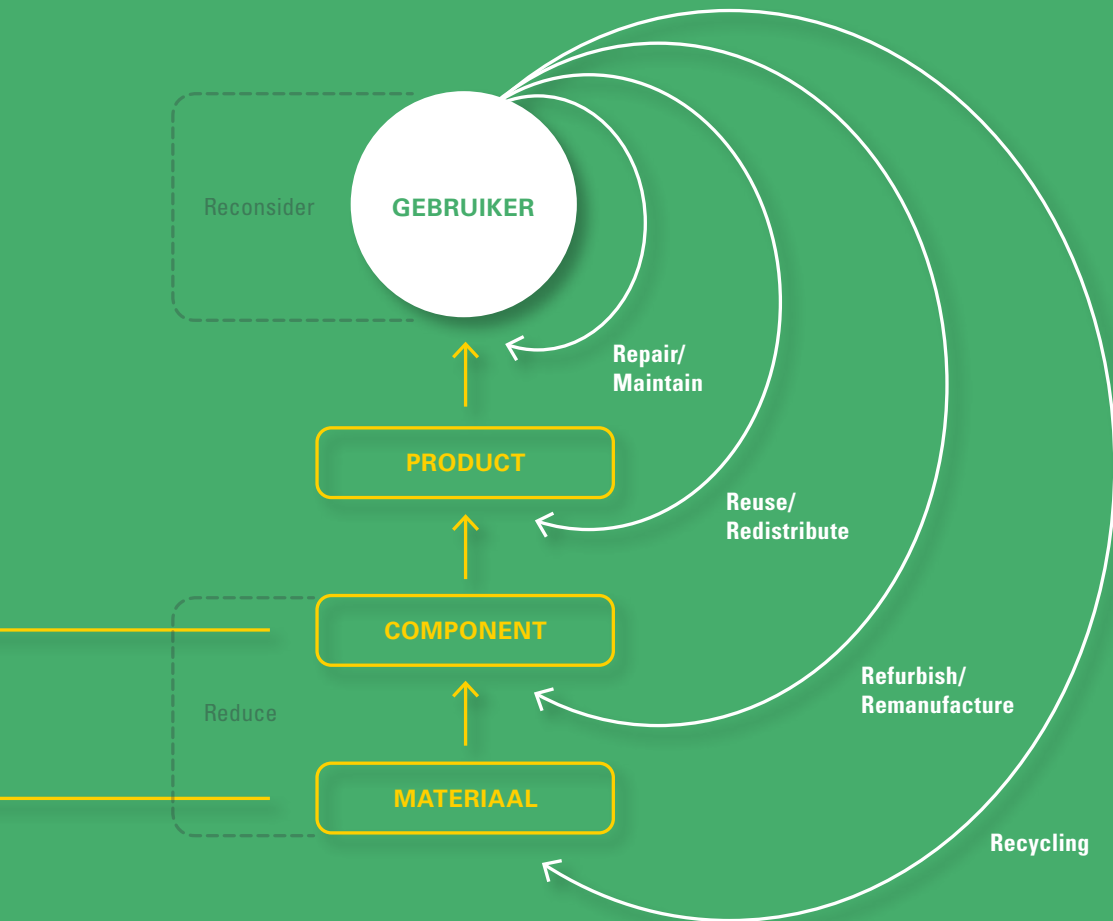 Reconsider
GEBRUIKER
Repair/
Maintain
PRODUCT
Reuse/
Redistribute
COMPONENT
Refurbish/
Remanufacture
Reduce
MATERIAAL
Recycling